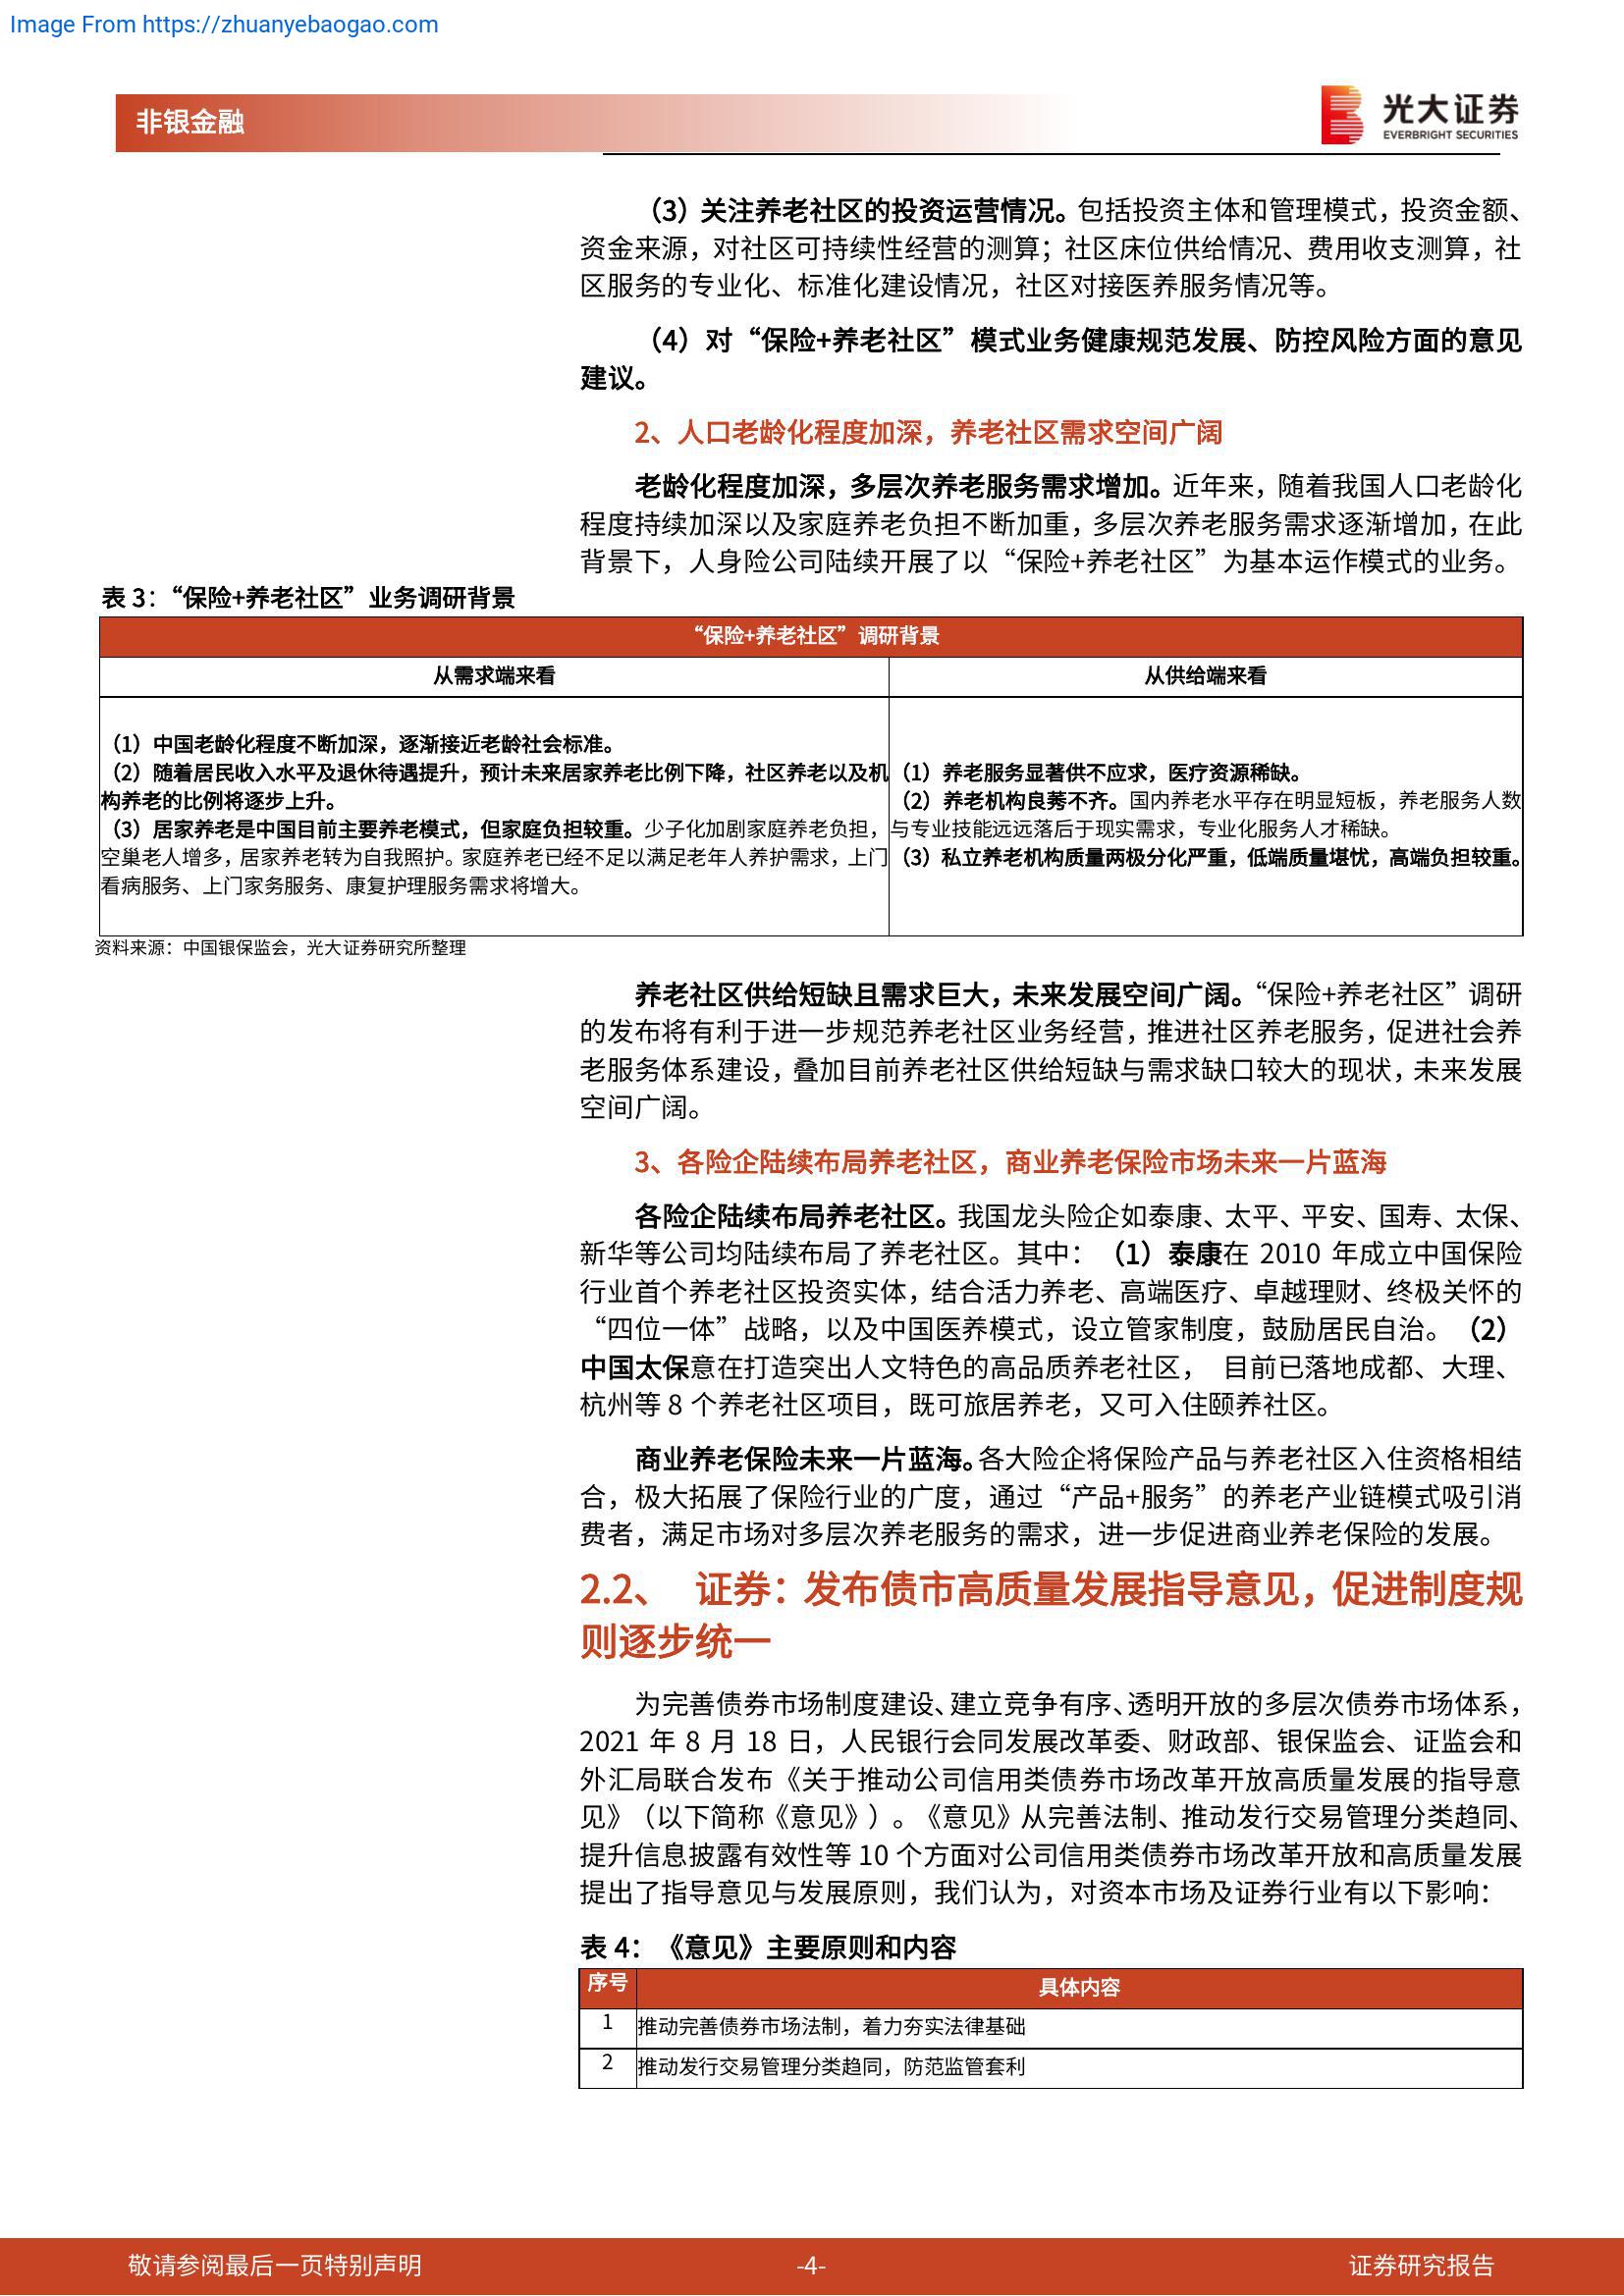 Image From https://zhuanyebaogao.com
非银金融
光大证券
EVERBRIGHT SECURITIES
（3）关注养老社区的投资运营情况。包括投资主体和管理模式，投资金额、
资金来源，对社区可持续性经营的测算；社区床位供给情况、费用收支测算，社
区服务的专业化、标准化建设情况，社区对接医养服务情况等。
（4）对“保险+养老社区”模式业务健康规范发展、防控风险方面的意见
建议。
2、人口老龄化程度加深，养老社区需求空间广阔
老龄化程度加深，多层次养老服务需求增加。近年来，随着我国人口老龄化
程度持续加深以及家庭养老负担不断加重，多层次养老服务需求逐渐增加，在此
背景下，人身险公司陆续开展了以“保险+养老社区”为基本运作模式的业务。
表 3：“保险+养老社区”业务调研背景
“保险+养老社区”调研背景
从需求端来看
从供给端来看
（1）中国老龄化程度不断加深，逐渐接近老龄社会标准。
（2）随着居民收入水平及退休待遇提升，预计未来居家养老比例下降，社区养老以及机
构养老的比例将逐步上升。
（3）居家养老是中国目前主要养老模式，但家庭负担较重。少子化加剧家庭养老负担，
空巢老人增多，居家养老转为自我照护。家庭养老已经不足以满足老年人养护需求，上门
看病服务、上门家务服务、康复护理服务需求将增大。
（1）养老服务显著供不应求，医疗资源稀缺。
（2）养老机构良莠不齐。国内养老水平存在明显短板，养老服务人数
与专业技能远远落后于现实需求，专业化服务人才稀缺。
（3）私立养老机构质量两极分化严重，低端质量堪忧，高端负担较重。
资料来源：中国银保监会，光大证券研究所整理
养老社区供给短缺且需求巨大，未来发展空间广阔。“保险+养老社区”调研
的发布将有利于进一步规范养老社区业务经营，推进社区养老服务，促进社会养
老服务体系建设，叠加目前养老社区供给短缺与需求缺口较大的现状，未来发展
空间广阔。
3、各险企陆续布局养老社区，商业养老保险市场未来一片蓝海
各险企陆续布局养老社区。我国龙头险企如泰康、太平、平安、国寿、太保、
新华等公司均陆续布局了养老社区。其中：（1）泰康在 2010 年成立中国保险
行业首个养老社区投资实体，结合活力养老、高端医疗、卓越理财、终极关怀的
“四位一体”战略，以及中国医养模式，设立管家制度，鼓励居民自治。（2）
中国太保意在打造突出人文特色的高品质养老社区， 目前已落地成都、大理、
杭州等 8 个养老社区项目，既可旅居养老，又可入住颐养社区。
商业养老保险未来一片蓝海。各大险企将保险产品与养老社区入住资格相结
合，极大拓展了保险行业的广度，通过“产品+服务”的养老产业链模式吸引消
费者，满足市场对多层次养老服务的需求，进一步促进商业养老保险的发展。
2.2、 证券：发布债市高质量发展指导意见，促进制度规
则逐步统一
为完善债券市场制度建设、建立竞争有序、透明开放的多层次债券市场体系，
2021 年 8 月 18 日，人民银行会同发展改革委、财政部、银保监会、证监会和
外汇局联合发布《关于推动公司信用类债券市场改革开放高质量发展的指导意
见》（以下简称《意见》）。《意见》从完善法制、推动发行交易管理分类趋同、
提升信息披露有效性等 10 个方面对公司信用类债券市场改革开放和高质量发展
提出了指导意见与发展原则，我们认为，对资本市场及证券行业有以下影响：
表 4：《意见》主要原则和内容
序号 具体内容
1 推动完善债券市场法制，着力夯实法律基础
2 推动发行交易管理分类趋同，防范监管套利
敬请参阅最后一页特别声明 -4- 证券研究报告